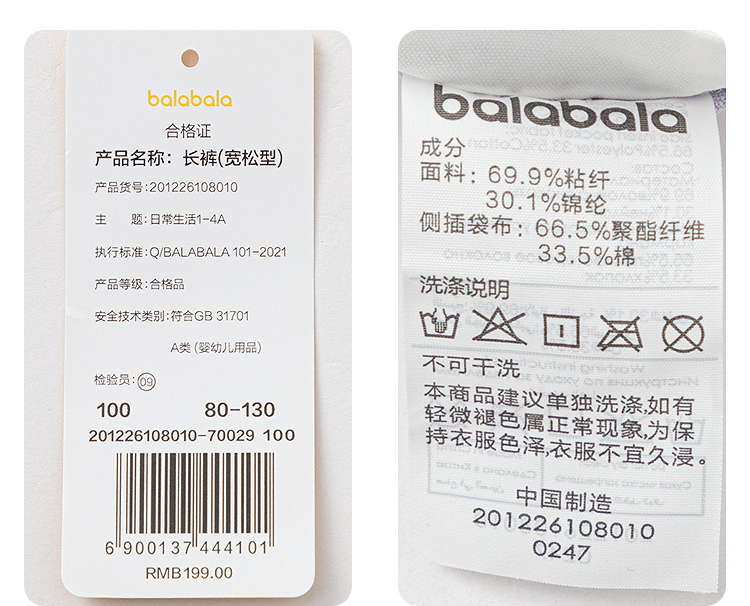 balabala
合格证
产品名称：长裤(宽松型)
产品货号:201226108010
主 题:日常生活1-4A
执行标准:Q/BALABALA 101-2021
产品等级:合格品
安全技术类别:符合GB 31701
A类 (婴幼儿用品)
检验员:09
100 80-130
201226108010-70029 100
6 900137 444101
RMB199.00
balabala
成分
面料：69.9%粘纤
30.1%锦纶
侧插袋布：66.5%聚酯纤维
33.5%棉
洗涤说明
不可干洗
本商品建议单独洗涤,如有
轻微褪色属正常现象,为保
持衣服色泽,衣服不宜久浸。
中国制造
201226108010
0247